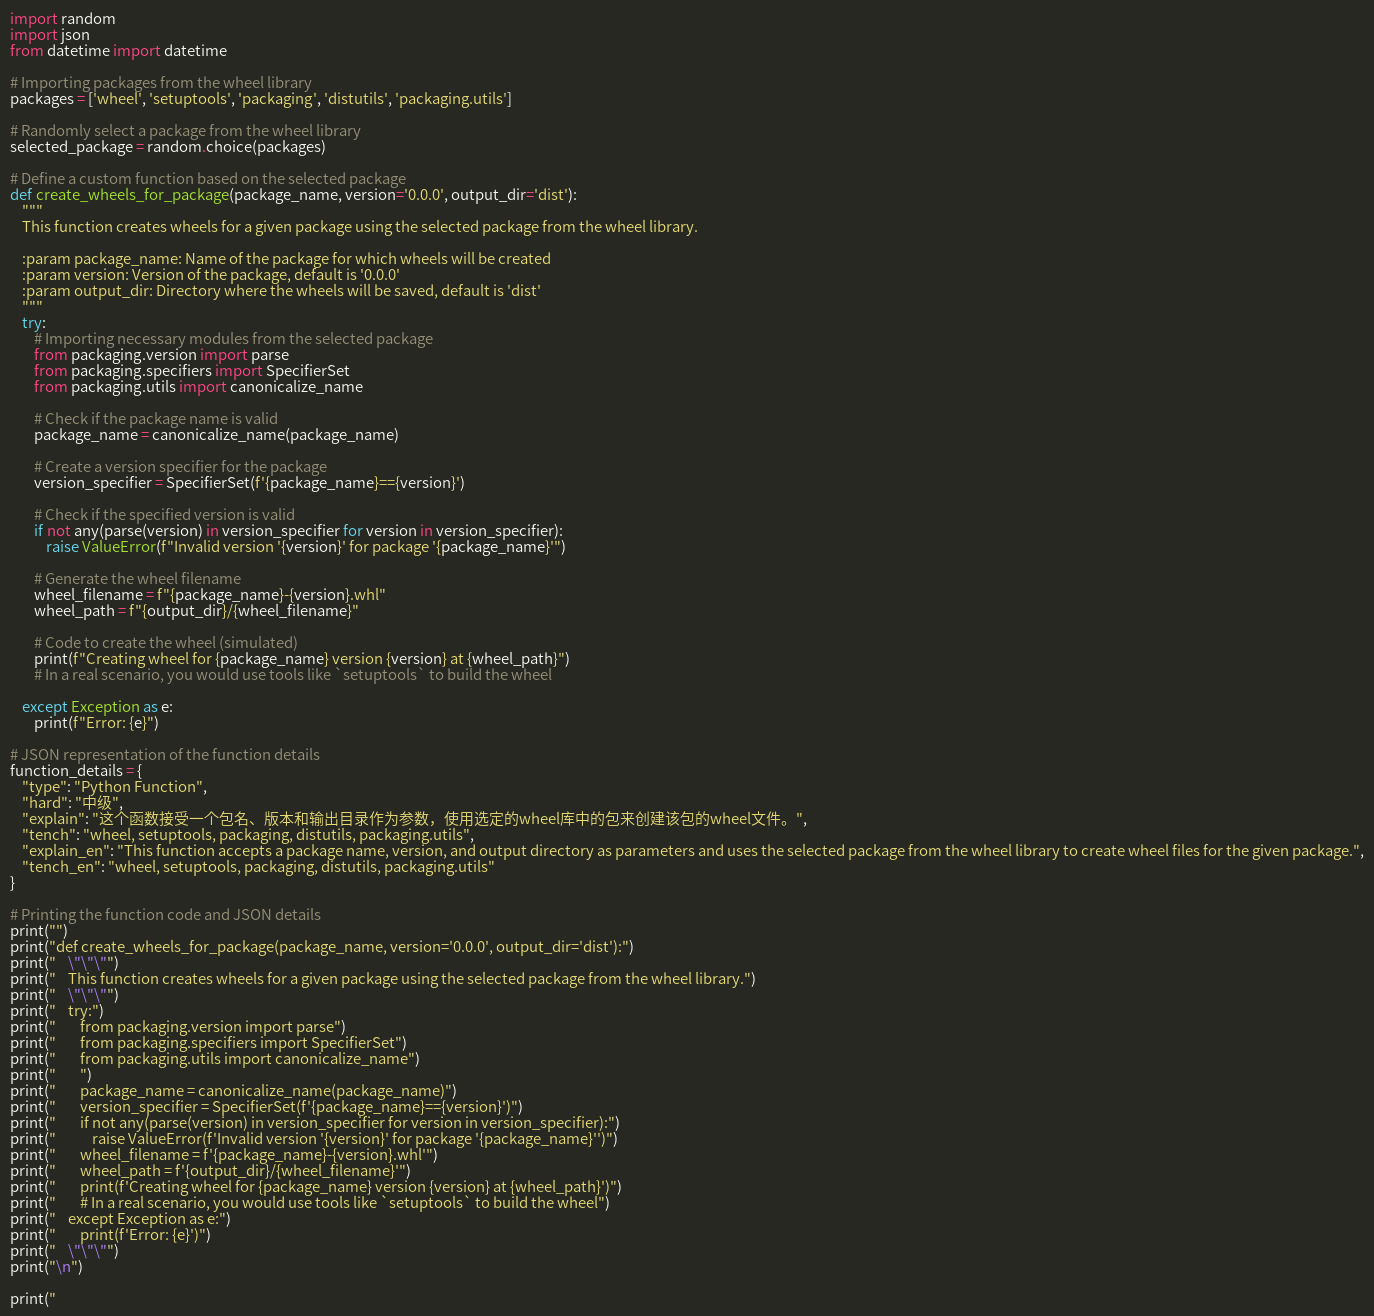 import random
import json
from datetime import datetime

# Importing packages from the wheel library
packages = ['wheel', 'setuptools', 'packaging', 'distutils', 'packaging.utils']

# Randomly select a package from the wheel library
selected_package = random.choice(packages)

# Define a custom function based on the selected package
def create_wheels_for_package(package_name, version='0.0.0', output_dir='dist'):
    """
    This function creates wheels for a given package using the selected package from the wheel library.

    :param package_name: Name of the package for which wheels will be created
    :param version: Version of the package, default is '0.0.0'
    :param output_dir: Directory where the wheels will be saved, default is 'dist'
    """
    try:
        # Importing necessary modules from the selected package
        from packaging.version import parse
        from packaging.specifiers import SpecifierSet
        from packaging.utils import canonicalize_name

        # Check if the package name is valid
        package_name = canonicalize_name(package_name)

        # Create a version specifier for the package
        version_specifier = SpecifierSet(f'{package_name}=={version}')

        # Check if the specified version is valid
        if not any(parse(version) in version_specifier for version in version_specifier):
            raise ValueError(f"Invalid version '{version}' for package '{package_name}'")

        # Generate the wheel filename
        wheel_filename = f"{package_name}-{version}.whl"
        wheel_path = f"{output_dir}/{wheel_filename}"

        # Code to create the wheel (simulated)
        print(f"Creating wheel for {package_name} version {version} at {wheel_path}")
        # In a real scenario, you would use tools like `setuptools` to build the wheel

    except Exception as e:
        print(f"Error: {e}")

# JSON representation of the function details
function_details = {
    "type": "Python Function",
    "hard": "中级",
    "explain": "这个函数接受一个包名、版本和输出目录作为参数，使用选定的wheel库中的包来创建该包的wheel文件。",
    "tench": "wheel, setuptools, packaging, distutils, packaging.utils",
    "explain_en": "This function accepts a package name, version, and output directory as parameters and uses the selected package from the wheel library to create wheel files for the given package.",
    "tench_en": "wheel, setuptools, packaging, distutils, packaging.utils"
}

# Printing the function code and JSON details
print("")
print("def create_wheels_for_package(package_name, version='0.0.0', output_dir='dist'):")
print("    \"\"\"")
print("    This function creates wheels for a given package using the selected package from the wheel library.")
print("    \"\"\"")
print("    try:")
print("        from packaging.version import parse")
print("        from packaging.specifiers import SpecifierSet")
print("        from packaging.utils import canonicalize_name")
print("        ")
print("        package_name = canonicalize_name(package_name)")
print("        version_specifier = SpecifierSet(f'{package_name}=={version}')")
print("        if not any(parse(version) in version_specifier for version in version_specifier):")
print("            raise ValueError(f'Invalid version '{version}' for package '{package_name}'')")
print("        wheel_filename = f'{package_name}-{version}.whl'")
print("        wheel_path = f'{output_dir}/{wheel_filename}'")
print("        print(f'Creating wheel for {package_name} version {version} at {wheel_path}')")
print("        # In a real scenario, you would use tools like `setuptools` to build the wheel")
print("    except Exception as e:")
print("        print(f'Error: {e}')")
print("    \"\"\"")
print("\n")

print("